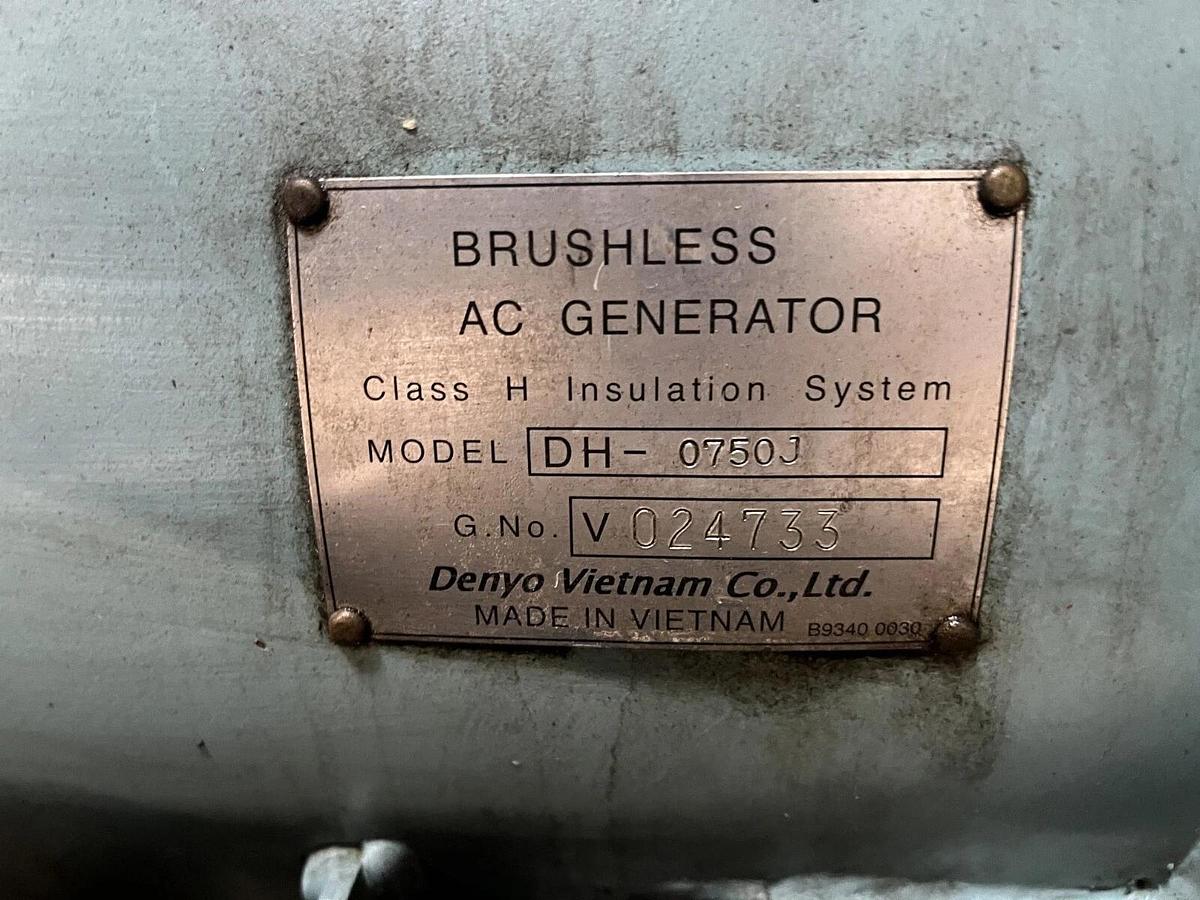 BRUSHLESS
AC GENERATOR
Class H Insulation System
MODEL DH- 0750J
G.No. V 024733
Denyo Vietnam Co.,Ltd.
MADE IN VIETNAM B9340 0030